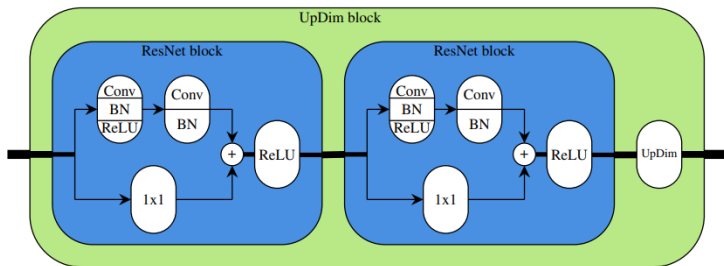 UpDim block
ResNet block
Conv
BN
ReLU
Conv
BN
+
ReLU
1x1
ResNet block
Conv
BN
ReLU
Conv
BN
+
ReLU
1x1
UpDim